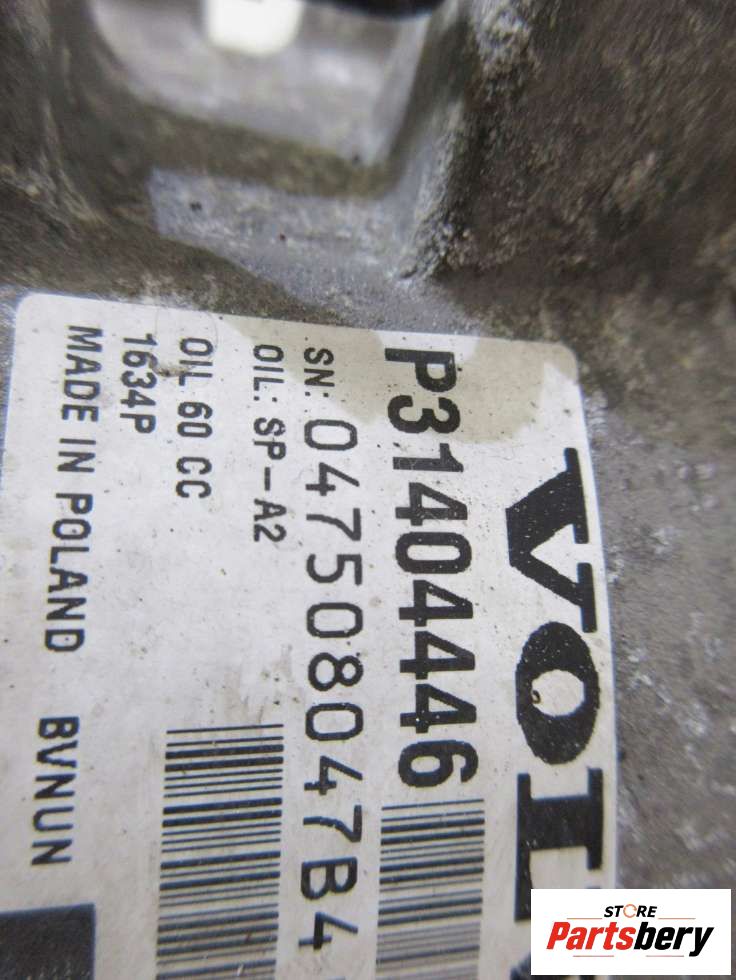 VOL
P31404446
SN: 047508047B4
OIL: SP-A2
OIL 60 CC
1634P
MADE IN POLAND BVNUN
STORE
Partsbery